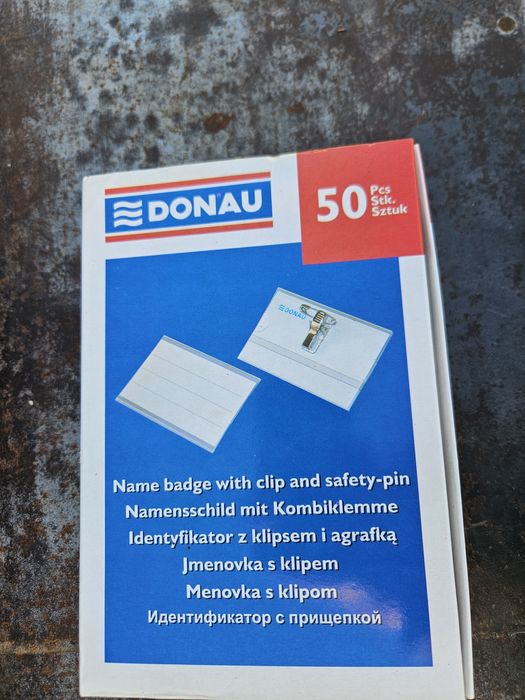 DONAU
50 Pcs
Stk.
Sztuk
DONAU
Name badge with clip and safety-pin
Namensschild mit Kombiklemme
Identyfikator z klipsem i agrafką
Jmenovka s klipem
Menovka s klipom
Идентификатор с прищепкой